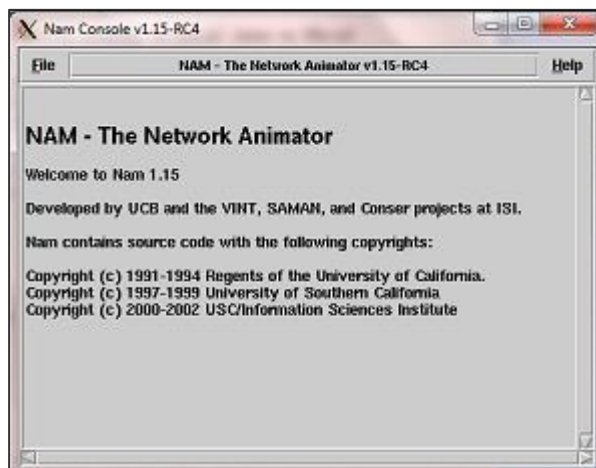 Nam Console v1.15-RC4
File NAM - The Network Animator v1.15-RC4 Help
NAM - The Network Animator
Welcome to Nam 1.15
Developed by UCB and the VINT, SAMAN, and Conser projects at ISI.
Nam contains source code with the following copyrights:
Copyright (c) 1991-1994 Regents of the University of California.
Copyright (c) 1997-1999 University of Southern California
Copyright (c) 2000-2002 USC/Information Sciences Institute